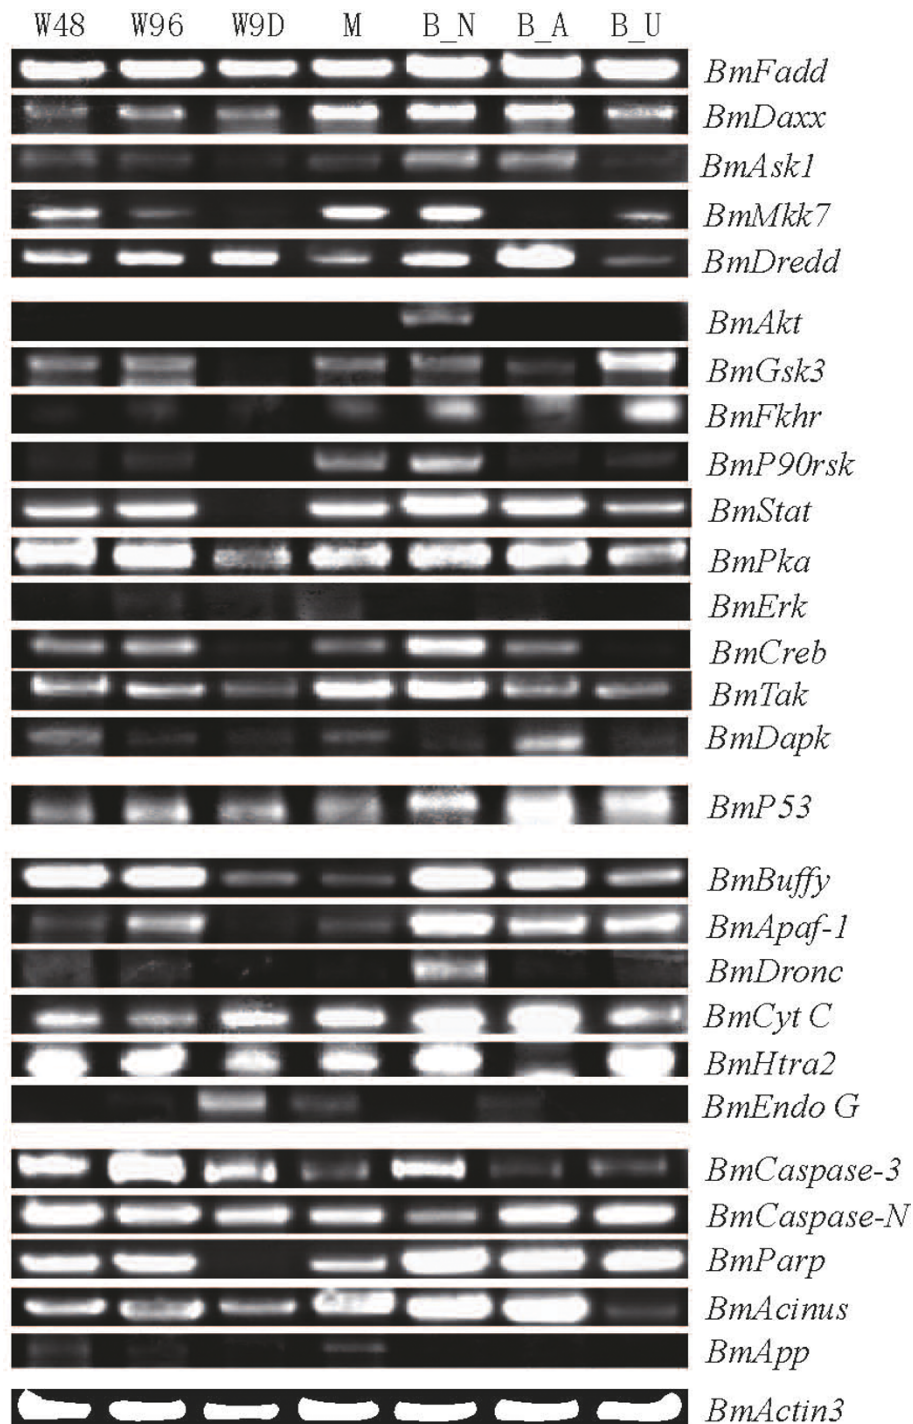 W48 W96 W9D M B_N B_A B_U
BmFadd
BmDaxx
BmAsk1
BmMkk7
BmDredd
BmAkt
BmGsk3
BmFkhr
BmP90rsk
BmStat
BmPka
BmErk
BmCreb
BmTak
BmDapk
BmP53
BmBuffy
BmApaf-1
BmDronc
BmCyt C
BmHtra2
BmEndo G
BmCaspase-3
BmCaspase-N
BmParp
BmAcinus
BmApp
BmActin3